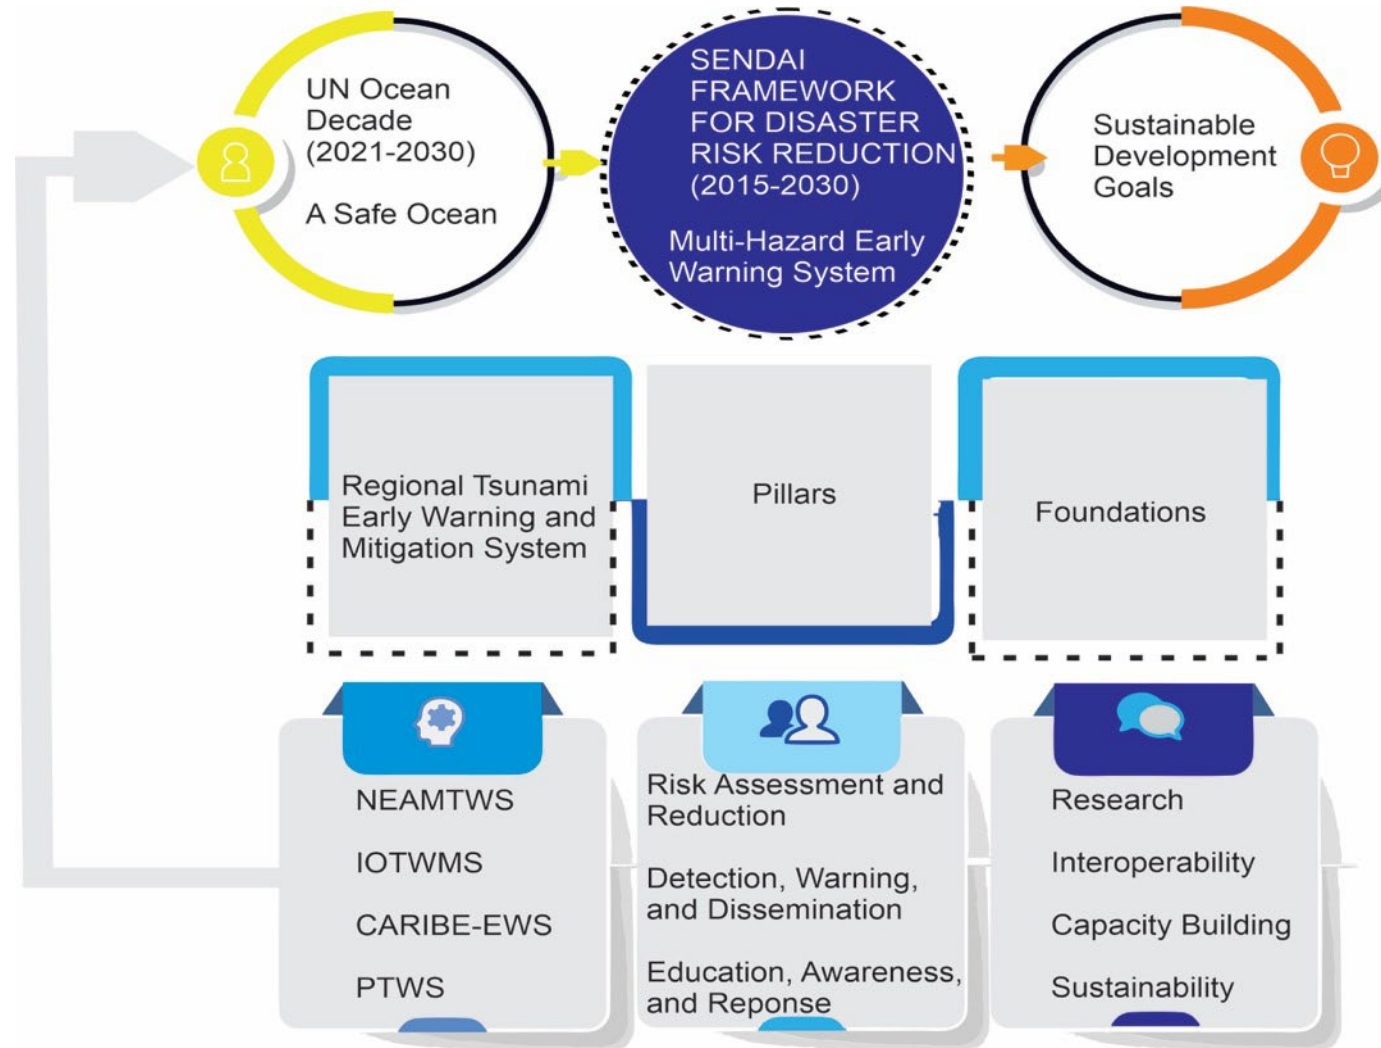 UN Ocean
Decade
(2021-2030)
A Safe Ocean
SENDAI
FRAMEWORK
FOR DISASTER
RISK REDUCTION
(2015-2030)
Multi-Hazard Early
Warning System
Sustainable
Development
Goals
Regional Tsunami
Early Warning and
Mitigation System
Pillars
Foundations
NEAMTWS
IOTWMS
CARIBE-EWS
PTWS
Risk Assessment and
Reduction
Detection, Warning,
and Dissemination
Education, Awareness,
and Reponse
Research
Interoperability
Capacity Building
Sustainability